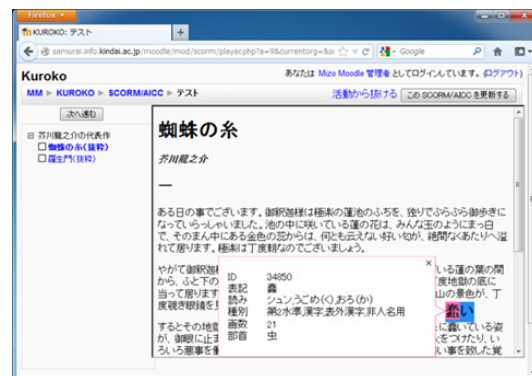 Firefox
KUROKO: テスト
+
samurai.info.kindai.ac.jp/moodle/mod/scorm/player.php?a=9&currentorg=&sc
Google
Kuroko
あなたは Mizo Moodle 管理者 としてログインしています。(ログアウト)
MM ► KUROKO ► SCORM/AICC ► テスト
活動から抜ける
この SCORM/AICC を更新する
次へ進む
芥川龍之介の代表作
蜘蛛の糸(抜粋)
羅生門(抜粋)
蜘蛛の糸
芥川龍之介
一
ある日の事でございます。御釈迦様は極楽の蓮池のふちを、独りでぶらぶら御歩きに
なっていらっしゃいました。池の中に咲いている蓮の花は、みんな玉のようにまっ白
で、そのまん中にある金色の蕊からは、何とも云えない好い匂が、絶間なくあたりへ溢
れて居ります。極楽は丁度朝なのでございましょう。
やがて御釈迦
いる蓮の葉の間
から、ふと下の
度地獄の底に
当って居ります
山の景色が、丁
度覗き眼鏡を見
×
ID 34850
表記 蠢
読み シュン,うごめ(く),おろ(か)
種別 第2水準,漢字,表外漢字,非人名用
画数 21
部首 虫
蠢い
するとその地獄
に蠢いている姿
が、御眼に止ま
をつけたり、い
ろいろ悪事を働
い事を致した覚